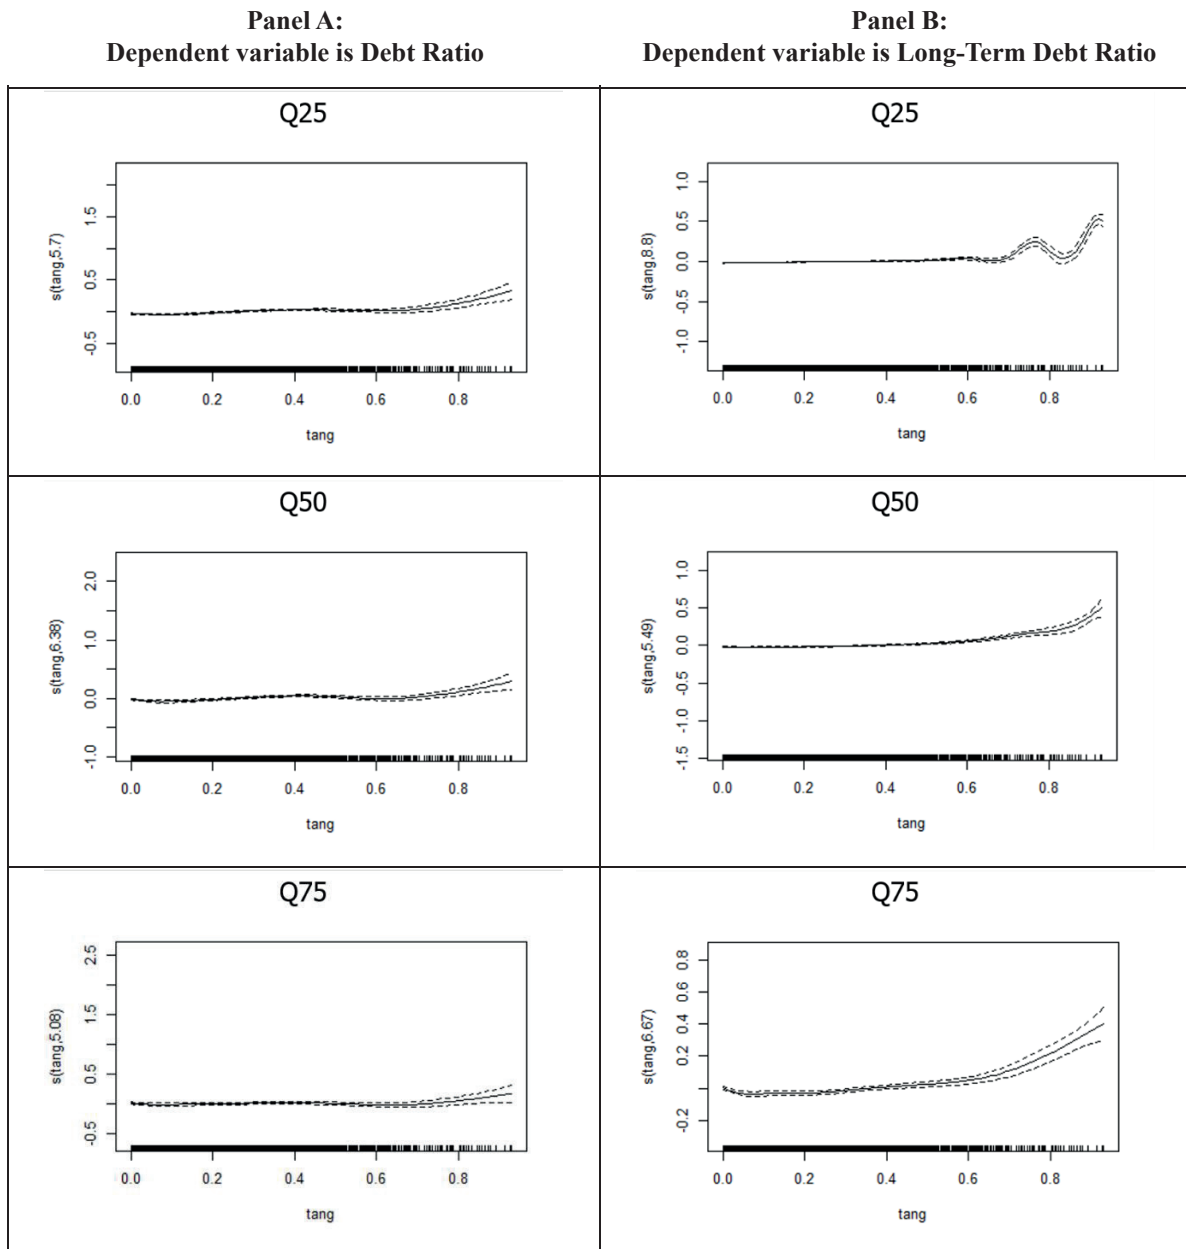 Panel A:
Dependent variable is Debt Ratio
Panel B:
Dependent variable is Long-Term Debt Ratio
Q25
s(tang,5.7)
1.5
0.5
-0.5
0.0 0.2 0.4 0.6 0.8
tang
Q25
s(tang,8.8)
1.0
0.5
0.0
-0.5
-1.0
0.0 0.2 0.4 0.6 0.8
tang
Q50
s(tang,6.38)
2.0
1.0
0.0
-1.0
0.0 0.2 0.4 0.6 0.8
tang
Q50
s(tang,5.49)
1.0
0.5
0.0
-0.5
-1.0
-1.5
0.0 0.2 0.4 0.6 0.8
tang
Q75
s(tang,5.08)
2.5
1.5
0.5
-0.5
0.0 0.2 0.4 0.6 0.8
tang
Q75
s(tang,6.67)
0.8
0.6
0.4
0.2
-0.2
0.0 0.2 0.4 0.6 0.8
tang